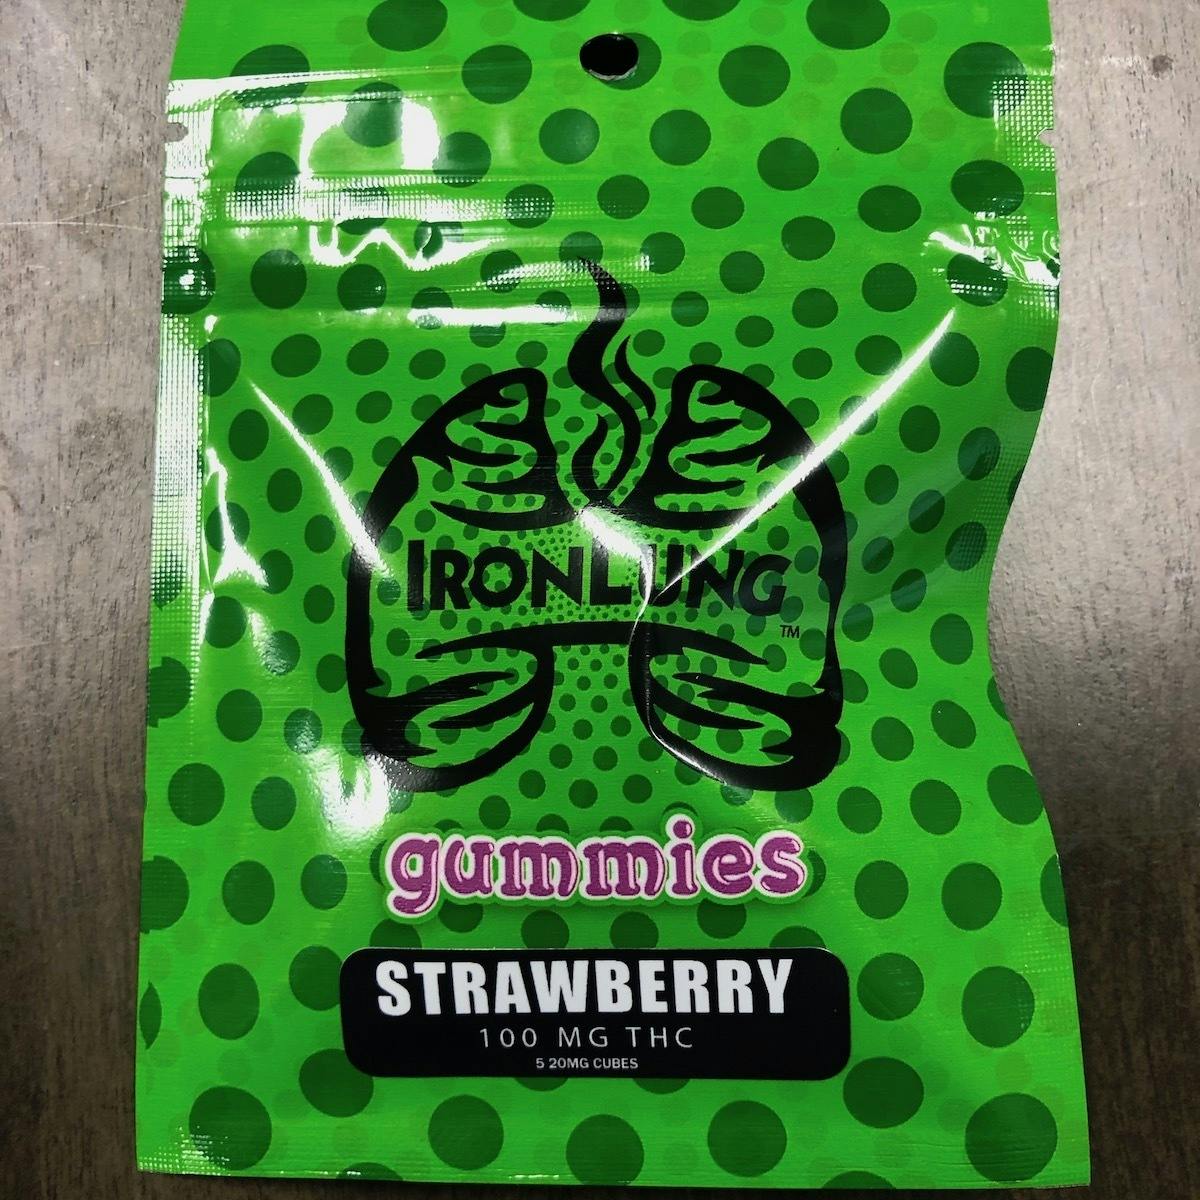 IRONLUNG
TM
gummies
STRAWBERRY
100 MG THC
5 20MG CUBES